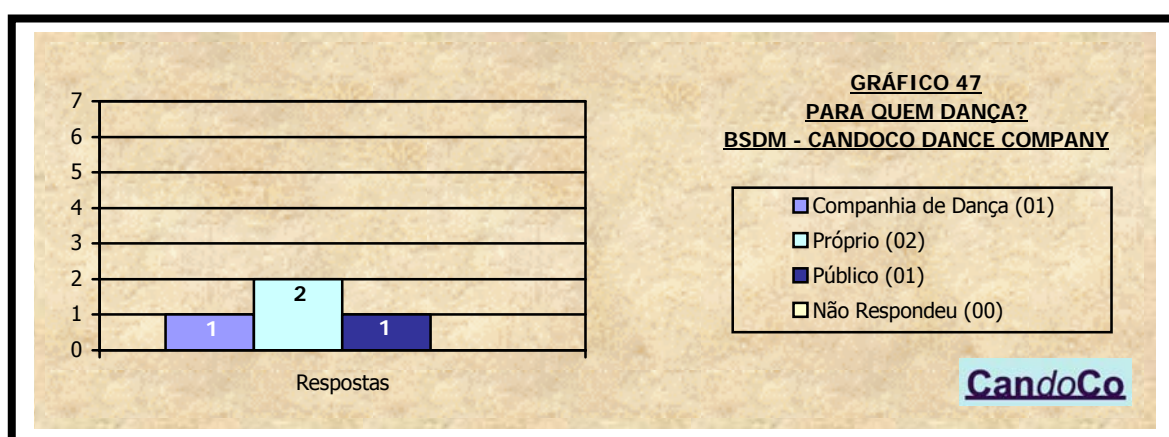 GRÁFICO 47
PARA QUEM DANÇA?
BSDM - CANDOCO DANCE COMPANY
7
6
5
4
3
2
1
0
2
1
1
Respostas
Companhia de Dança (01)
Próprio (02)
Público (01)
Não Respondeu (00)
CandoCo